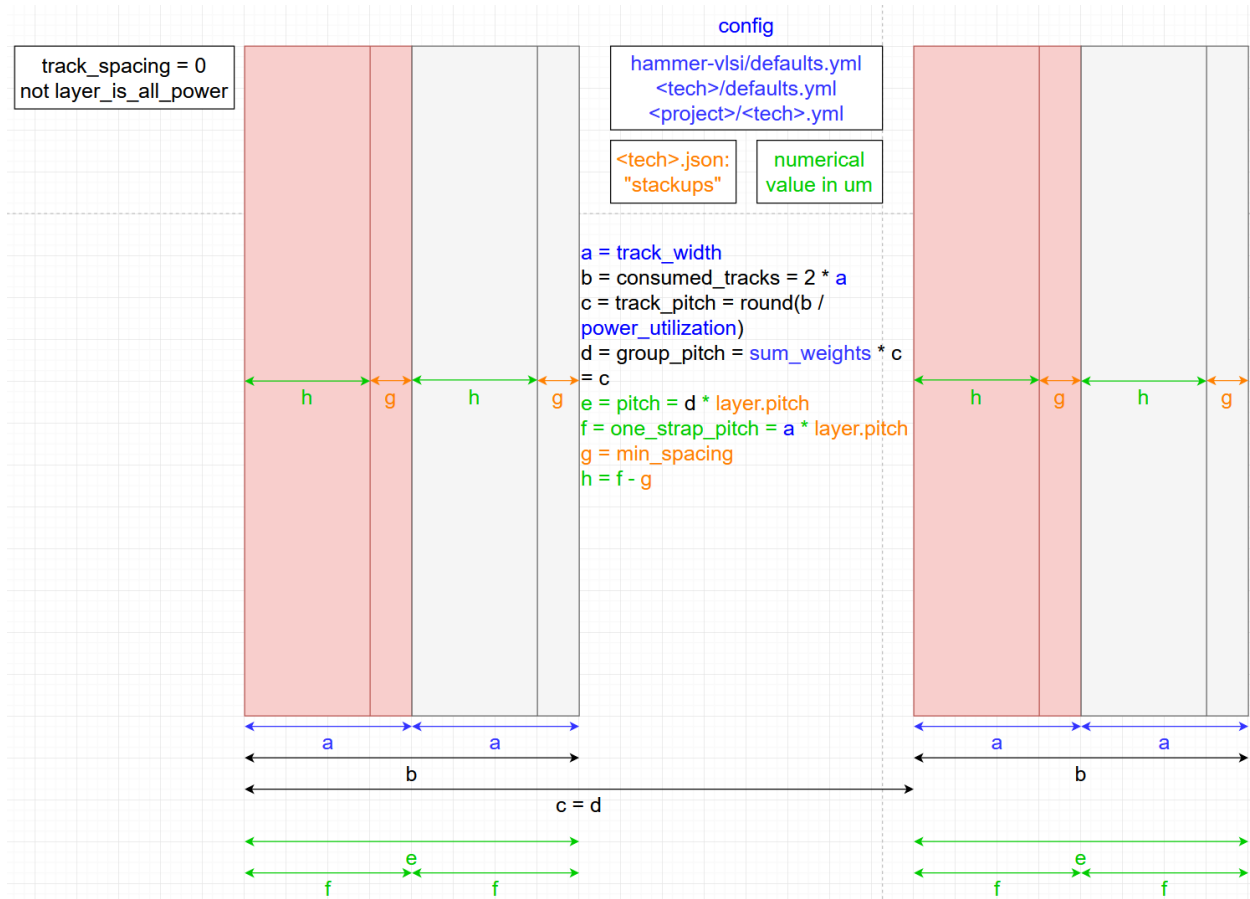 config
track_spacing = 0
not layer_is_all_power
hammer-vlsi/defaults.yml
<tech>/defaults.yml
<project>/<tech>.yml
<tech>.json:
"stackups"
numerical
value in um
a = track_width
b = consumed_tracks = 2 * a
c = track_pitch = round(b /
power_utilization)
d = group_pitch = sum_weights * c
= c
e = pitch = d * layer.pitch
f = one_strap_pitch = a * layer.pitch
g = min_spacing
h = f - g
h g h g h g h g
a a a a
b b
c = d
e e
f f f f